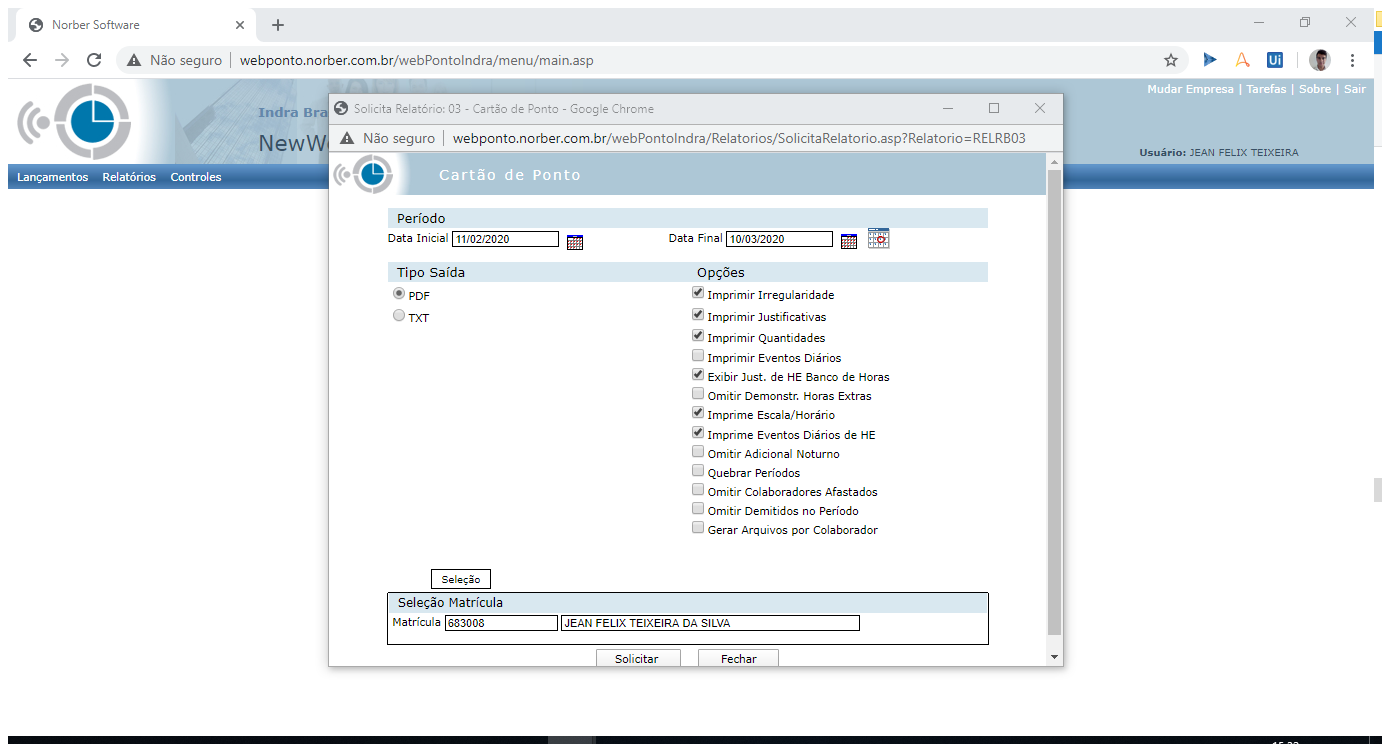 Norber Software
Não seguro
webponto.norber.com.br/webPontoIndra/menu/main.asp
Ui
Mudar Empresa | Tarefas | Sobre | Sair
Indra Bra
NewW
Usuário: JEAN FELIX TEIXEIRA
Lançamentos Relatórios Controles
Solicita Relatório: 03 - Cartão de Ponto - Google Chrome
Não seguro
webponto.norber.com.br/webPontoIndra/Relatorios/SolicitaRelatorio.asp?Relatorio=RELRB03
Cartão de Ponto
Período
Data Inicial 11/02/2020 Data Final 10/03/2020
Tipo Saída
PDF
TXT
Opções
Imprimir Irregularidade
Imprimir Justificativas
Imprimir Quantidades
Imprimir Eventos Diários
Exibir Just. de HE Banco de Horas
Omitir Demonstr. Horas Extras
Imprime Escala/Horário
Imprime Eventos Diários de HE
Omitir Adicional Noturno
Quebrar Períodos
Omitir Colaboradores Afastados
Omitir Demitidos no Período
Gerar Arquivos por Colaborador
Seleção
Seleção Matrícula
Matrícula 683008 JEAN FELIX TEIXEIRA DA SILVA
Solicitar Fechar